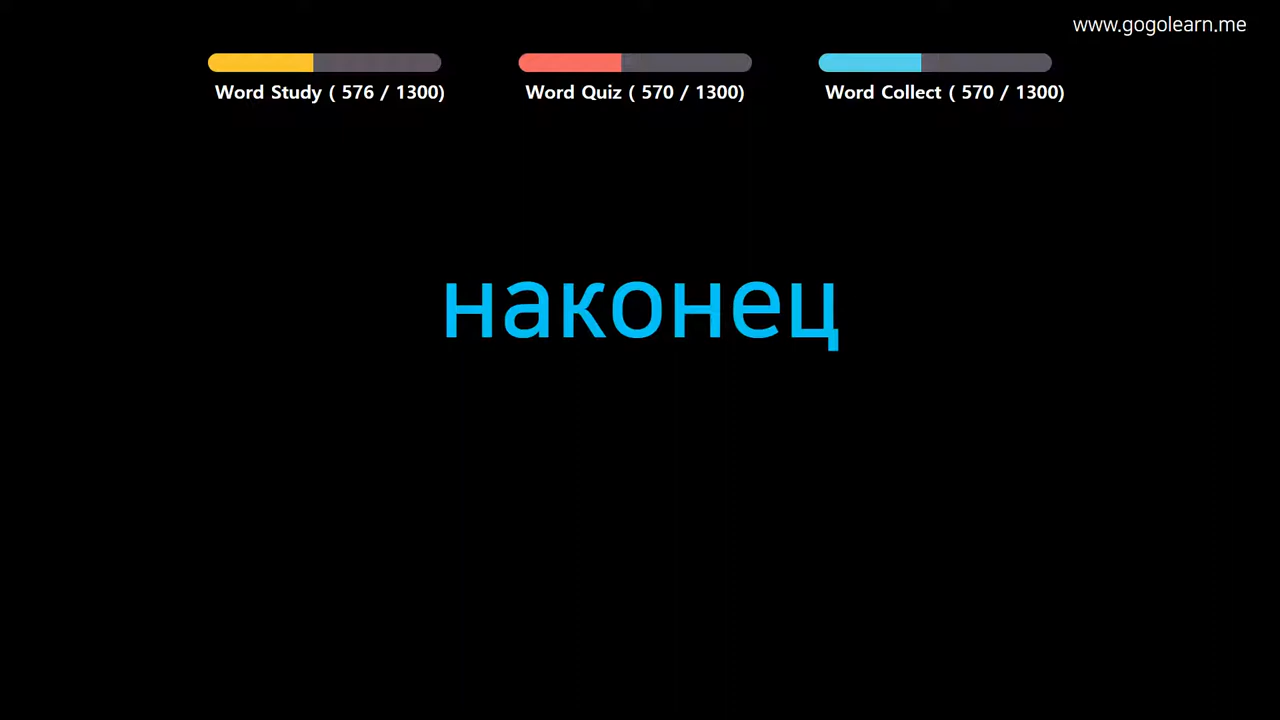 www.gogolearn.me
Word Study ( 576 / 1300) Word Quiz ( 570 / 1300) Word Collect ( 570 / 1300)
наконец